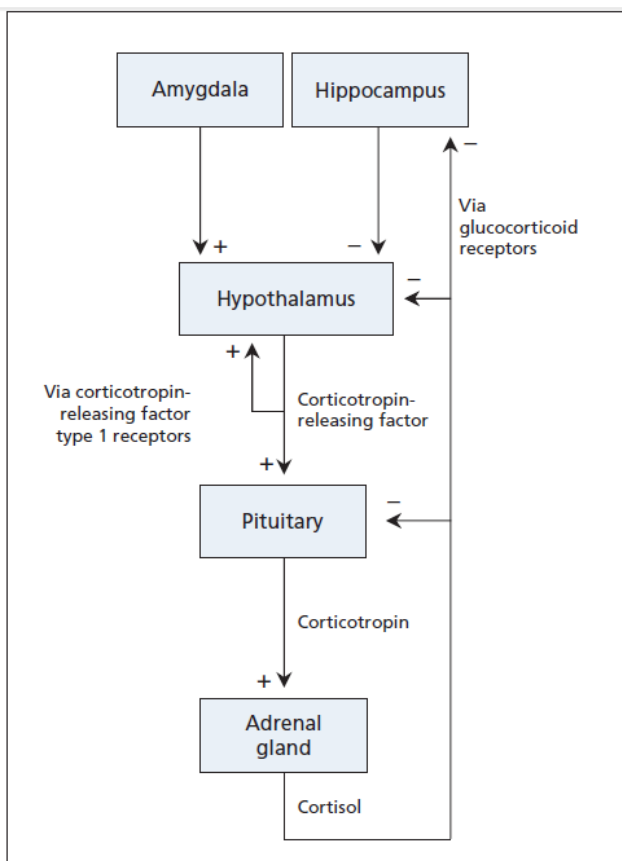 Amygdala
Hippocampus
−
+
−
Via
glucocorticoid
receptors
−
Hypothalamus
+
Via corticotropin-
releasing factor
type 1 receptors
Corticotropin-
releasing factor
+
−
Pituitary
Corticotropin
+
Adrenal
gland
Cortisol